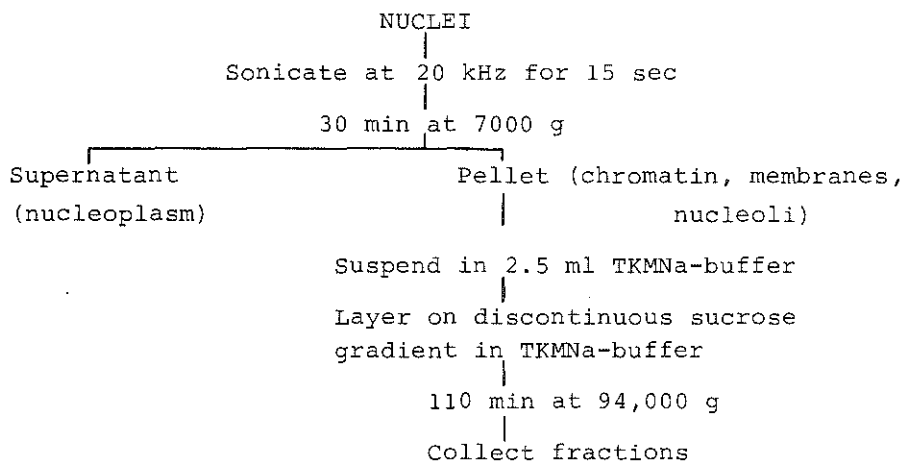 NUCLEI
Sonicate at 20 kHz for 15 sec
30 min at 7000 g
Supernatant
(nucleoplasm)
Pellet (chromatin, membranes,
nucleoli)
Suspend in 2.5 ml TKMNa-buffer
Layer on discontinuous sucrose
gradient in TKMNa-buffer
110 min at 94,000 g
Collect fractions